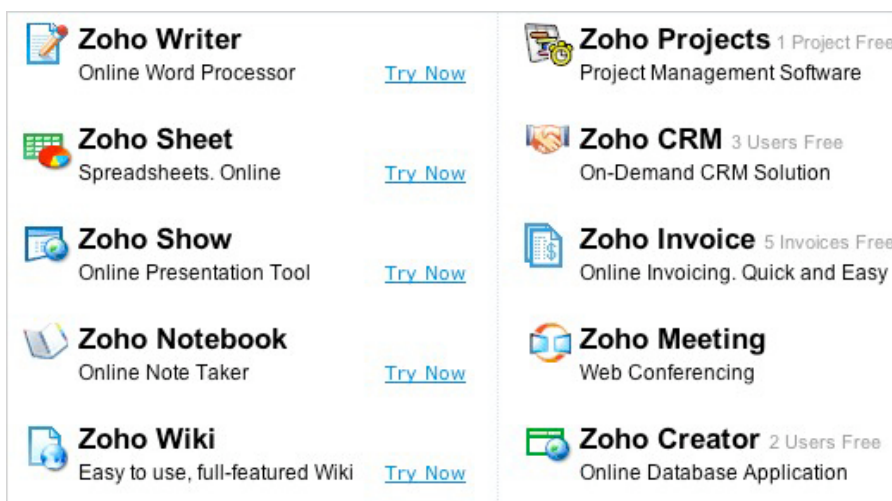 Zoho Writer
Online Word Processor
Try Now
Zoho Sheet
Spreadsheets. Online
Try Now
Zoho Show
Online Presentation Tool
Try Now
Zoho Notebook
Online Note Taker
Try Now
Zoho Wiki
Easy to use, full-featured Wiki
Try Now
Zoho Projects 1 Project Free
Project Management Software
Zoho CRM 3 Users Free
On-Demand CRM Solution
Zoho Invoice 5 Invoices Free
Online Invoicing. Quick and Easy
Zoho Meeting
Web Conferencing
Zoho Creator 2 Users Free
Online Database Application